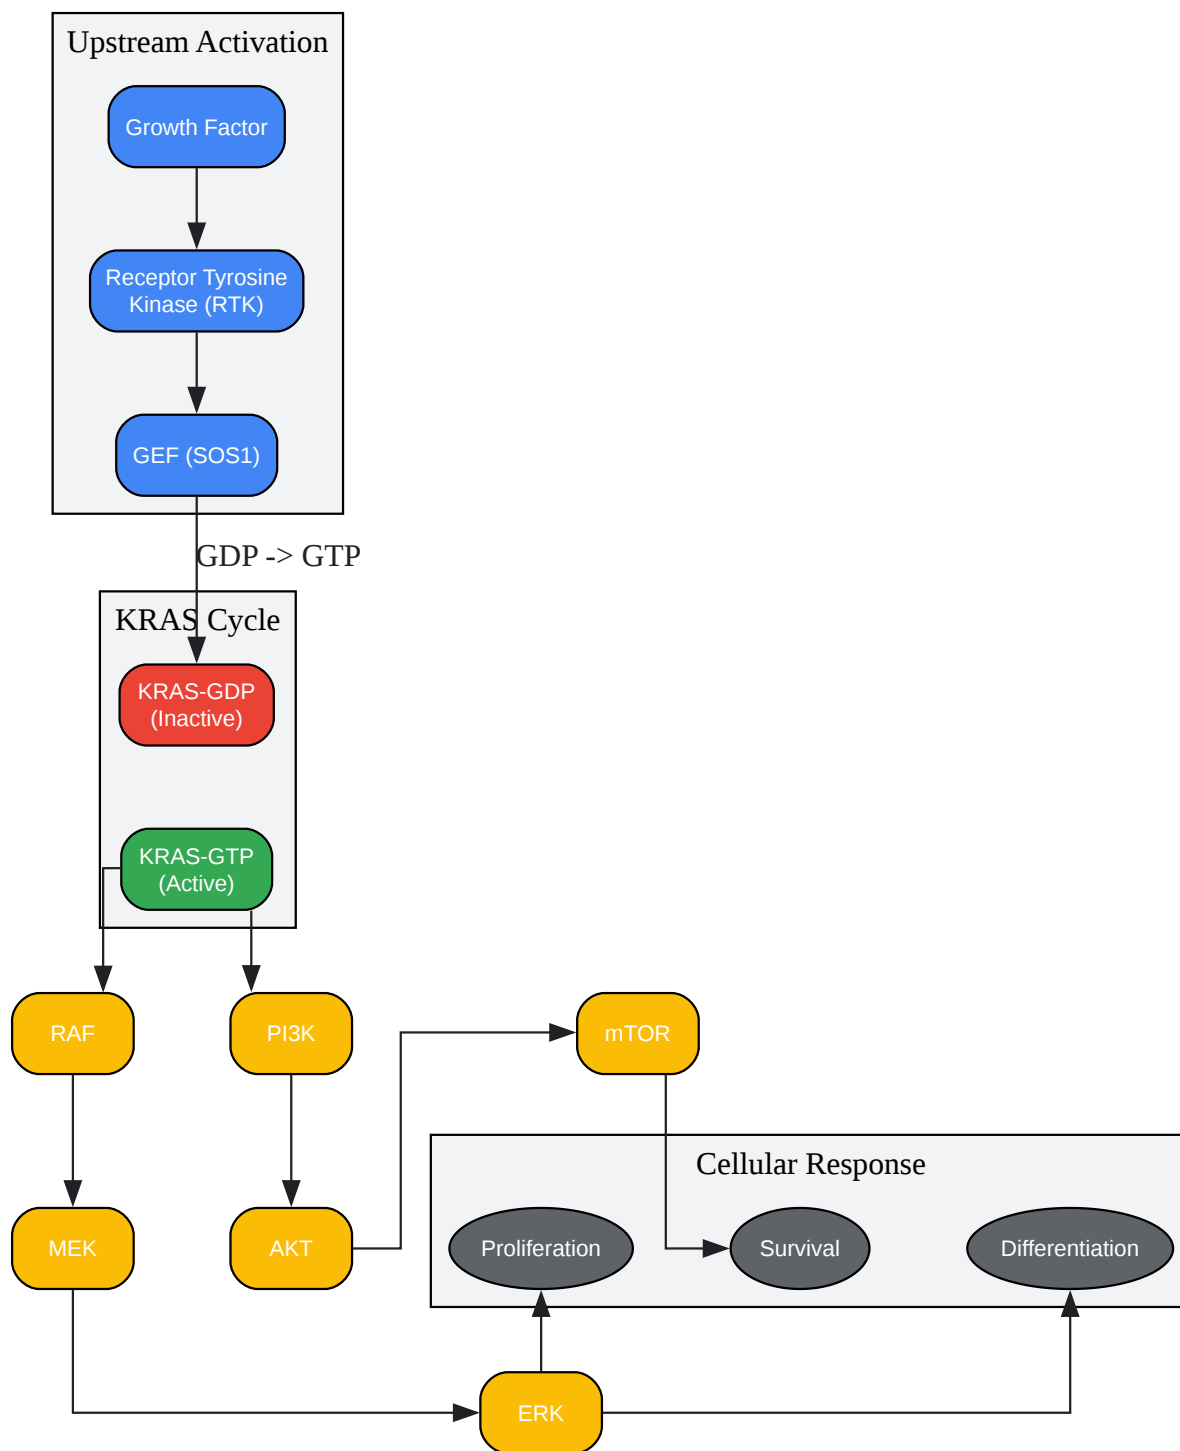 Upstream Activation
Growth Factor
Receptor Tyrosine
Kinase (RTK)
GEF (SOS1)
GDP -> GTP
KRAS Cycle
KRAS-GDP
(Inactive)
KRAS-GTP
(Active)
RAF
PI3K
mTOR
Cellular Response
MEK
AKT
Proliferation
Survival
Differentiation
ERK